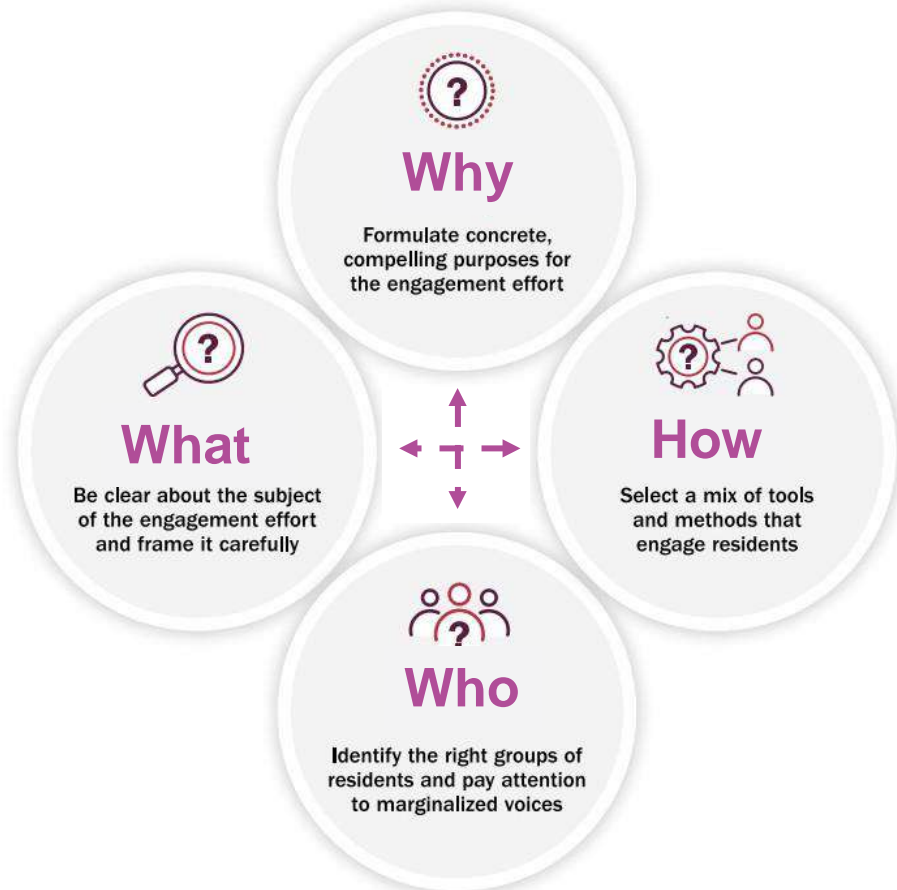 ?
Why
Formulate concrete,
compelling purposes for
the engagement effort
?
What
Be clear about the subject
of the engagement effort
and frame it carefully
?
How
Select a mix of tools
and methods that
engage residents
?
Who
Identify the right groups of
residents and pay attention
to marginalized voices